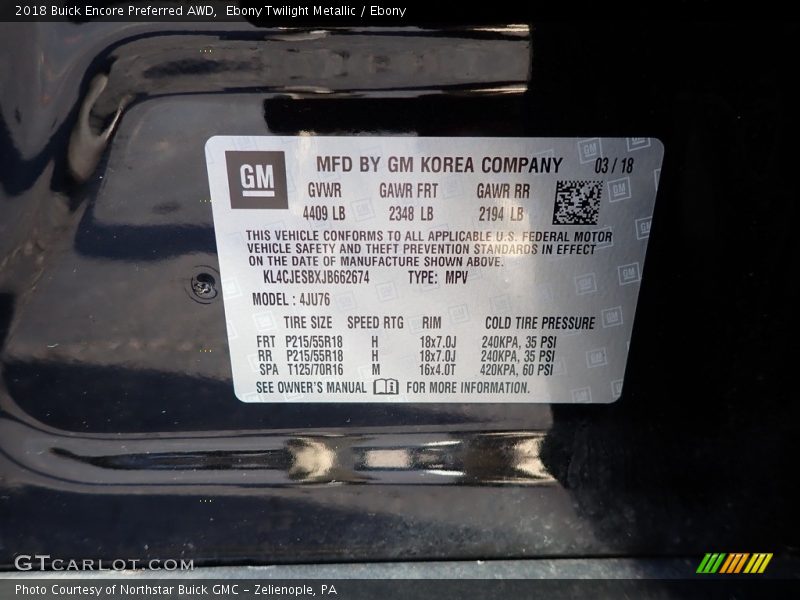 2018 Buick Encore Preferred AWD,  Ebony Twilight Metallic / Ebony
GM
MFD BY GM KOREA COMPANY 03 / 18
GVWR GAWR FRT GAWR RR
4409 LB 2348 LB 2194 LB
THIS VEHICLE CONFORMS TO ALL APPLICABLE U.S. FEDERAL MOTOR
VEHICLE SAFETY AND THEFT PREVENTION STANDARDS IN EFFECT
ON THE DATE OF MANUFACTURE SHOWN ABOVE.
KL4CJESBXJB662674 TYPE: MPV
MODEL : 4JU76
TIRE SIZE SPEED RTG RIM COLD TIRE PRESSURE
FRT P215/55R18 H 18x7.0J 240KPA, 35 PSI
RR P215/55R18 H 18x7.0J 240KPA, 35 PSI
SPA T125/70R16 M 16x4.0T 420KPA, 60 PSI
SEE OWNER'S MANUAL FOR MORE INFORMATION.
GTCARLOT.COM
Photo Courtesy of Northstar Buick GMC – Zelienople, PA